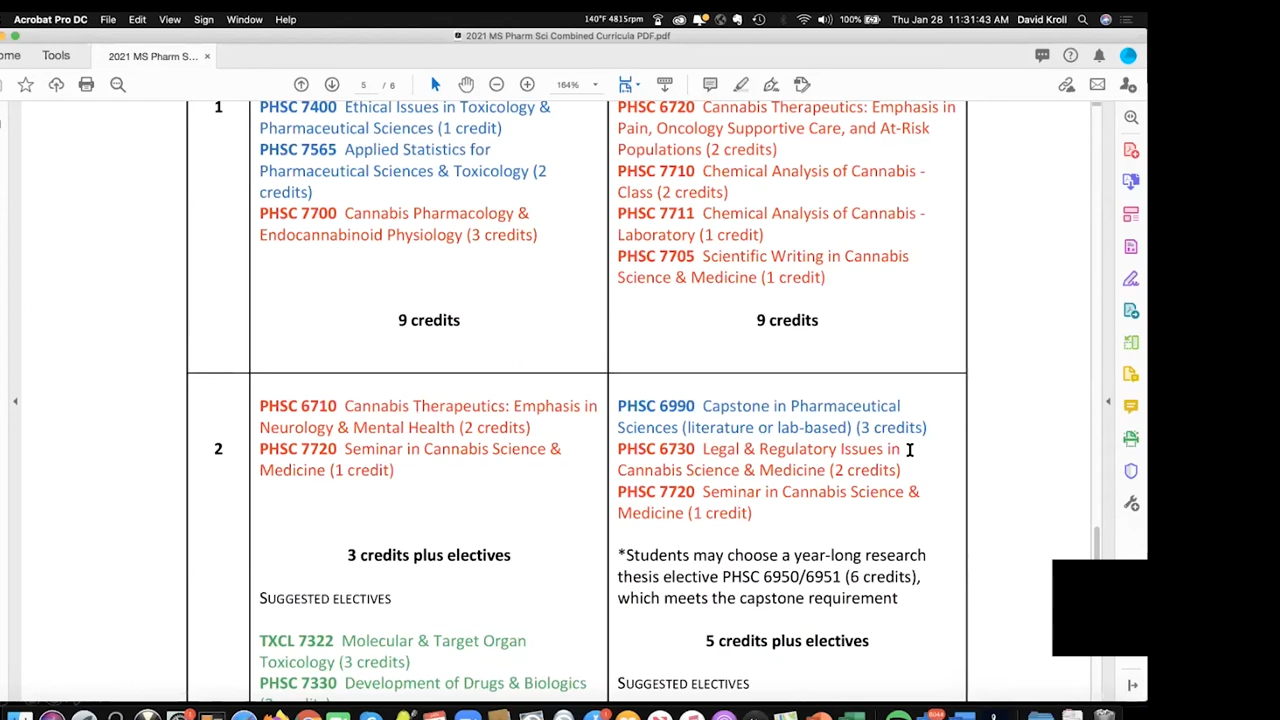 Acrobat Pro DC File Edit View Sign Window Help 140°F 4815rpm 100% Thu Jan 28 11:31:43 AM David Kroll
2021 MS Pharm Sci Combined Curricula PDF.pdf
ome Tools 2021 MS Pharm S... ×
5 / 6 164%
1
PHSC 7400 Ethical Issues in Toxicology &
Pharmaceutical Sciences (1 credit)
PHSC 7565 Applied Statistics for
Pharmaceutical Sciences & Toxicology (2
credits)
PHSC 7700 Cannabis Pharmacology &
Endocannabinoid Physiology (3 credits)
9 credits
PHSC 6720 Cannabis Therapeutics: Emphasis in
Pain, Oncology Supportive Care, and At-Risk
Populations (2 credits)
PHSC 7710 Chemical Analysis of Cannabis -
Class (2 credits)
PHSC 7711 Chemical Analysis of Cannabis -
Laboratory (1 credit)
PHSC 7705 Scientific Writing in Cannabis
Science & Medicine (1 credit)
9 credits
2
PHSC 6710 Cannabis Therapeutics: Emphasis in
Neurology & Mental Health (2 credits)
PHSC 7720 Seminar in Cannabis Science &
Medicine (1 credit)
3 credits plus electives
SUGGESTED ELECTIVES
TXCL 7322 Molecular & Target Organ
Toxicology (3 credits)
PHSC 7330 Development of Drugs & Biologics
PHSC 6990 Capstone in Pharmaceutical
Sciences (literature or lab-based) (3 credits)
PHSC 6730 Legal & Regulatory Issues in
Cannabis Science & Medicine (2 credits)
PHSC 7720 Seminar in Cannabis Science &
Medicine (1 credit)
*Students may choose a year-long research
thesis elective PHSC 6950/6951 (6 credits),
which meets the capstone requirement
5 credits plus electives
SUGGESTED ELECTIVES